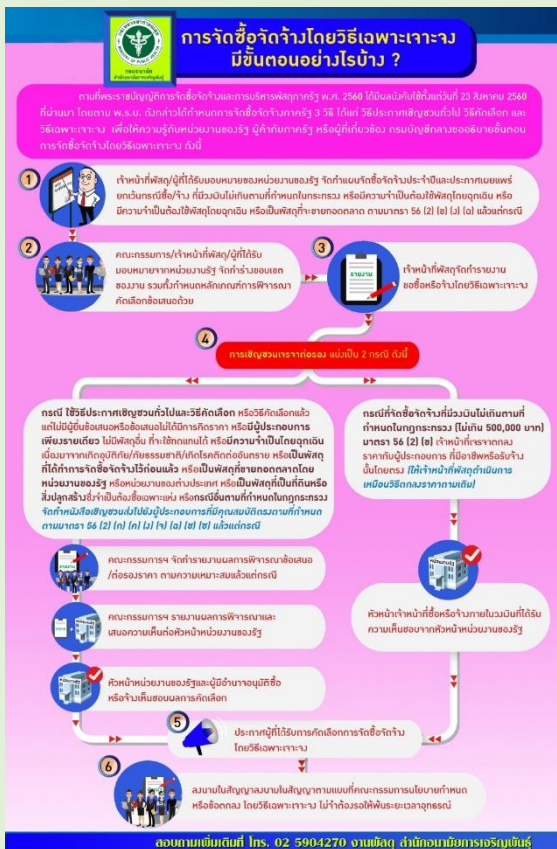 การจัดซื้อจัดจ้างโดยวิธีเฉพาะเจาะจง
มีขั้นตอนอย่างไรบ้าง ?
กรมอนามัย
สำนักอนามัยการเจริญพันธุ์
ตามที่พระราชบัญญัติการจัดซื้อจัดจ้างและการบริหารพัสดุภาครัฐ พ.ศ. 2560 ได้มีผลบังคับใช้ตั้งแต่วันที่ 23 สิงหาคม 2560
ที่ผ่านมา โดยตาม พ.ร.บ. ดังกล่าวได้กำหนดการจัดซื้อจัดจ้างภาครัฐ 3 วิธี ได้แก่ วิธีประกาศเชิญชวนทั่วไป วิธีคัดเลือก และ
วิธีเฉพาะเจาะจง เพื่อให้ความรู้กับหน่วยงานของรัฐ ผู้ค้ากับภาครัฐ หรือผู้ที่เกี่ยวข้อง กรมบัญชีกลางขออธิบายขั้นตอน
การจัดซื้อจัดจ้างโดยวิธีเฉพาะเจาะจง ดังนี้
1
เจ้าหน้าที่พัสดุ/ผู้ที่ได้รับมอบหมายของหน่วยงานของรัฐ จัดทำแผนจัดซื้อจัดจ้างประจำปีและประกาศเผยแพร่
ยกเว้นกรณีซื้อ/จ้าง ที่มีวงเงินไม่เกินตามที่กำหนดในกฎกระทรวง หรือมีความจำเป็นต้องใช้พัสดุโดยฉุกเฉิน หรือ
มีความจำเป็นต้องใช้พัสดุโดยฉุกเฉิน หรือเป็นพัสดุที่จะขายทอดตลาด ตามมาตรา 56 (2) (ข) (ง) (ฉ) แล้วแต่กรณี
2
คณะกรรมการ/เจ้าหน้าที่พัสดุ/ผู้ที่ได้รับ
มอบหมายจากหน่วยงานรัฐ จัดทำร่างขอบเขต
ของงาน รวมทั้งกำหนดหลักเกณฑ์การพิจารณา
คัดเลือกข้อเสนอด้วย
3
รายงาน
เจ้าหน้าที่พัสดุจัดทำรายงาน
ขอซื้อหรือจ้างโดยวิธีเฉพาะเจาะจง
4
การเชิญชวนเจรจาต่อรอง แบ่งเป็น 2 กรณี ดังนี้
กรณี ใช้วิธีประกาศเชิญชวนทั่วไปและวิธีคัดเลือก หรือวิธีคัดเลือกแล้ว
แต่ไม่มีผู้ยื่นข้อเสนอหรือข้อเสนอไม่ได้มีการคัดราคา หรือมีผู้ประกอบการ
เพียงรายเดียว ไม่มีพัสดุอื่น ที่จะใช้ทดแทนได้ หรือมีความจำเป็นโดยฉุกเฉิน
เนื่องมาจากเกิดอุบัติภัย/ภัยธรรมชาติ/เกิดโรคติดต่ออันตราย หรือเป็นพัสดุ
ที่ได้ทำการจัดซื้อจัดจ้างไว้ก่อนแล้ว หรือเป็นพัสดุที่ขายทอดตลาดโดย
หน่วยงานของรัฐ หรือหน่วยงานของต่างประเทศ หรือเป็นพัสดุที่เป็นที่ดินหรือ
สิ่งปลูกสร้างซึ่งจำเป็นต้องซื้อเฉพาะแห่ง หรือกรณีอื่นตามที่กำหนดในกฎกระทรวง
จัดทำหนังสือเชิญชวนส่งไปยังผู้ประกอบการที่มีคุณสมบัติตรงตามที่กำหนด
ตามมาตรา 56 (2) (ก) (ค) (ง) (จ) (ฉ) (ช) (ซ) แล้วแต่กรณี
กรณีที่จัดซื้อจัดจ้างที่มีวงเงินไม่เกินตามที่
กำหนดในกฎกระทรวง (ไม่เกิน 500,000 บาท)
มาตรา 56 (2) (ข) เจ้าหน้าที่เจรจาตกลง
ราคากับผู้ประกอบการ ที่มีอาชีพหรือรับจ้าง
นั้นโดยตรง (ให้เจ้าหน้าที่พัสดุดำเนินการ
เหมือนวิธีตกลงราคาตามเดิม)
คณะกรรมการฯ จัดทำรายงานผลการพิจารณาข้อเสนอ
/ต่อรองราคา ตามความเหมาะสมแล้วแต่กรณี
คณะกรรมการฯ รายงานผลการพิจารณาและ
เสนอความเห็นต่อหัวหน้าหน่วยงานของรัฐ
หัวหน้าหน่วยงานของรัฐและผู้มีอำนาจอนุมัติซื้อ
หรือจ้างเห็นชอบผลการคัดเลือก
หัวหน้าเจ้าหน้าที่ซื้อหรือจ้างภายในวงเงินที่ได้รับ
ความเห็นชอบจากหัวหน้าหน่วยงานของรัฐ
5
ประกาศผู้ที่ได้รับการคัดเลือกการจัดซื้อจัดจ้าง
โดยวิธีเฉพาะเจาะจง
6
ลงนามในสัญญาลงนามในสัญญาตามแบบที่คณะกรรมการนโยบายกำหนด
หรือข้อตกลง โดยวิธีเฉพาะเจาะจง ไม่จำต้องรอให้พ้นระยะเวลาอุทธรณ์
สอบถามเพิ่มเติมที่ โทร. 02 5904270 งานพัสดุ สำนักอนามัยการเจริญพันธุ์